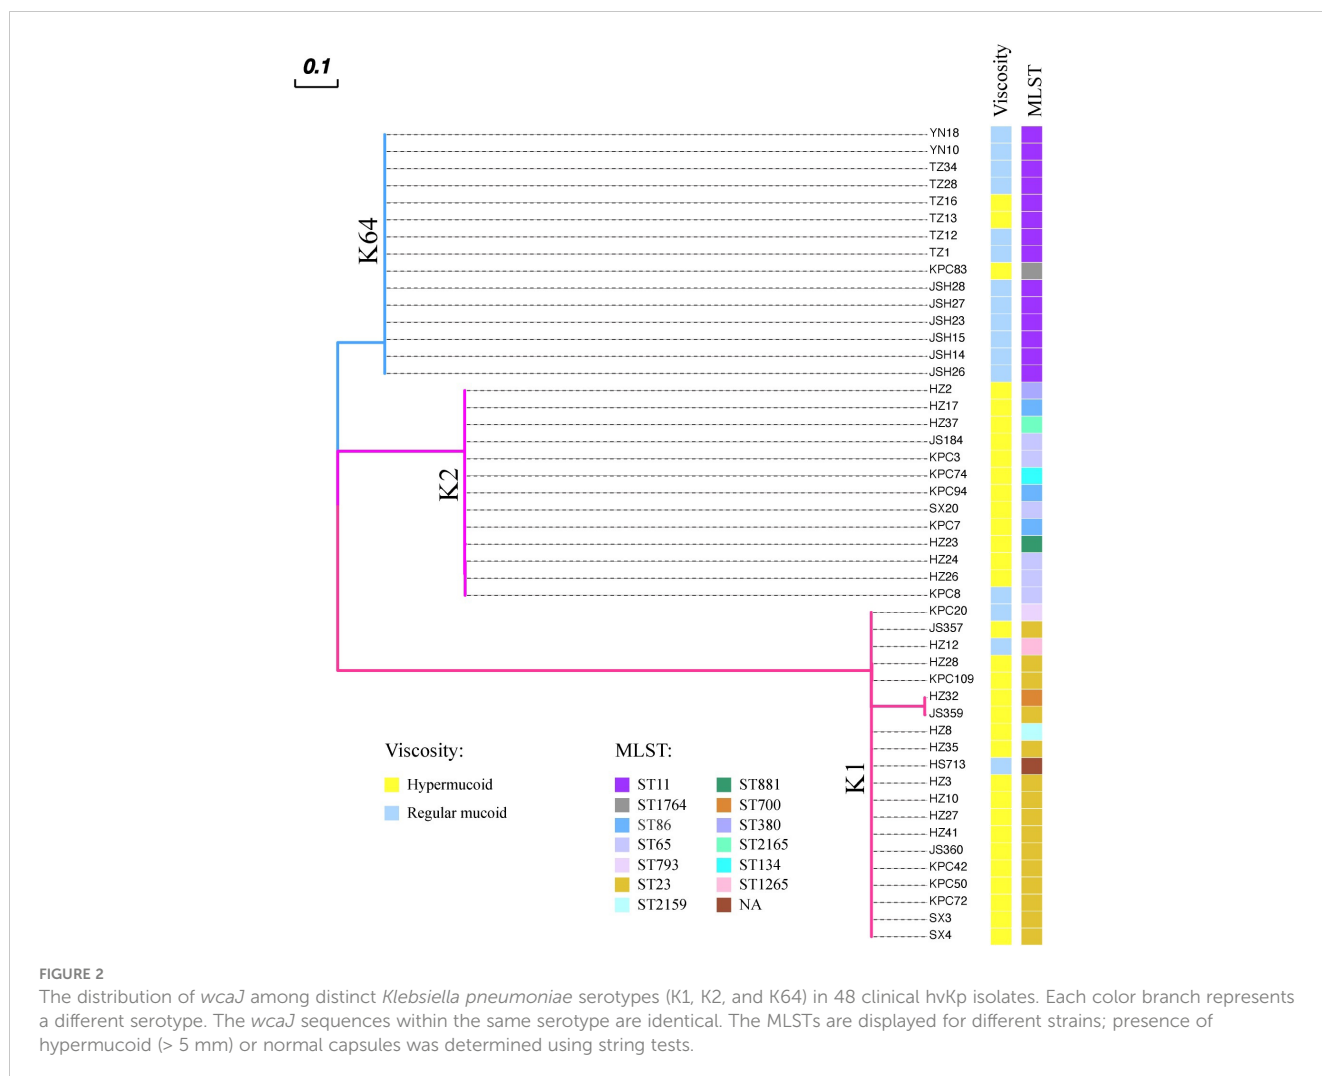 0.1
Viscosity
MLST
YN18
YN10
TZ34
TZ28
TZ16
TZ13
TZ12
TZ1
KPC83
JSH28
JSH27
JSH23
JSH15
JSH14
JSH26
HZ2
HZ17
HZ37
JS184
KPC3
KPC74
KPC94
SX20
KPC7
HZ23
HZ24
HZ26
KPC8
KPC20
JS357
HZ12
HZ28
KPC109
HZ32
JS359
HZ8
HZ35
HS713
HZ3
HZ10
HZ27
HZ41
JS360
KPC42
KPC50
KPC72
SX3
SX4
K64
K2
K1
Viscosity:
Hypermucoid
Regular mucoid
MLST:
ST11
ST1764
ST86
ST65
ST793
ST23
ST2159
ST881
ST700
ST380
ST2165
ST134
ST1265
NA
FIGURE 2
The distribution of wcaJ among distinct Klebsiella pneumoniae serotypes (K1, K2, and K64) in 48 clinical hvKp isolates. Each color branch represents
a different serotype. The wcaJ sequences within the same serotype are identical. The MLSTs are displayed for different strains; presence of
hypermucoid (> 5 mm) or normal capsules was determined using string tests.